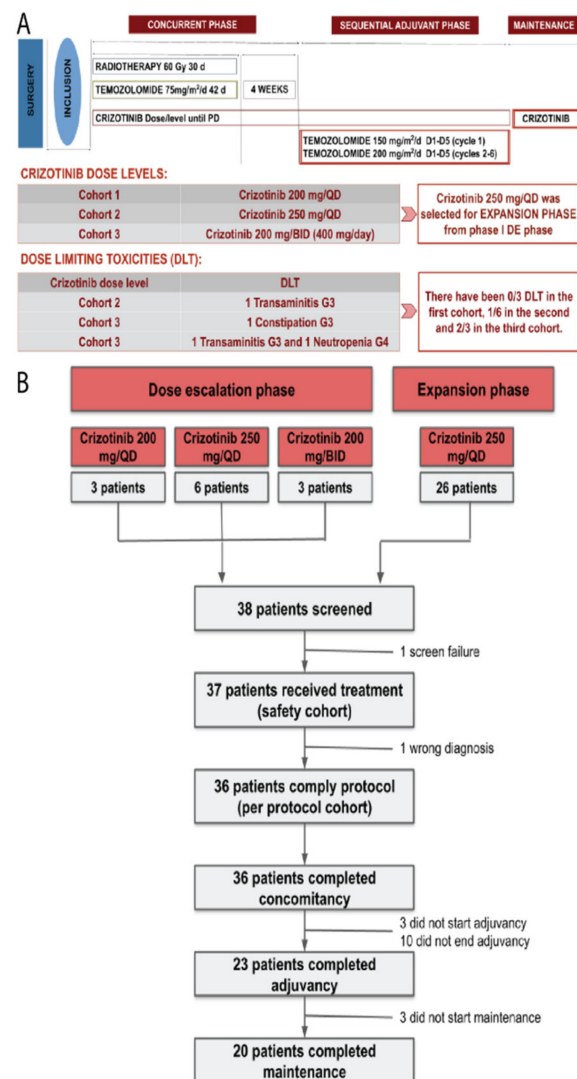 A
CONCURRENT PHASE
SEQUENTIAL ADJUVANT PHASE
MAINTENANCE
SURGERY
INCLUSION
RADIOTHERAPY 60 Gy 30 d
TEMOZOLOMIDE 75mg/m²/d 42 d
4 WEEKS
CRIZOTINIB Dose/level until PD
CRIZOTINIB
TEMOZOLOMIDE 150 mg/m²/d D1-D5 (cycle 1)
TEMOZOLOMIDE 200 mg/m²/d D1-D5 (cycles 2-6)
CRIZOTINIB DOSE LEVELS:
Cohort 1 Crizotinib 200 mg/QD
Cohort 2 Crizotinib 250 mg/QD
Cohort 3 Crizotinib 200 mg/BID (400 mg/day)
Crizotinib 250 mg/QD was
selected for EXPANSION PHASE
from phase I DE phase
DOSE LIMITING TOXICITIES (DLT):
Crizotinib dose level DLT
Cohort 2 1 Transaminitis G3
Cohort 3 1 Constipation G3
Cohort 3 1 Transaminitis G3 and 1 Neutropenia G4
There have been 0/3 DLT in the
first cohort, 1/6 in the second
and 2/3 in the third cohort.
B
Dose escalation phase
Expansion phase
Crizotinib 200
mg/QD
Crizotinib 250
mg/QD
Crizotinib 200
mg/BID
Crizotinib 250
mg/QD
3 patients
6 patients
3 patients
26 patients
38 patients screened
1 screen failure
37 patients received treatment
(safety cohort)
1 wrong diagnosis
36 patients comply protocol
(per protocol cohort)
36 patients completed
concomitancy
3 did not start adjuvancy
10 did not end adjuvancy
23 patients completed
adjuvancy
3 did not start maintenance
20 patients completed
maintenance